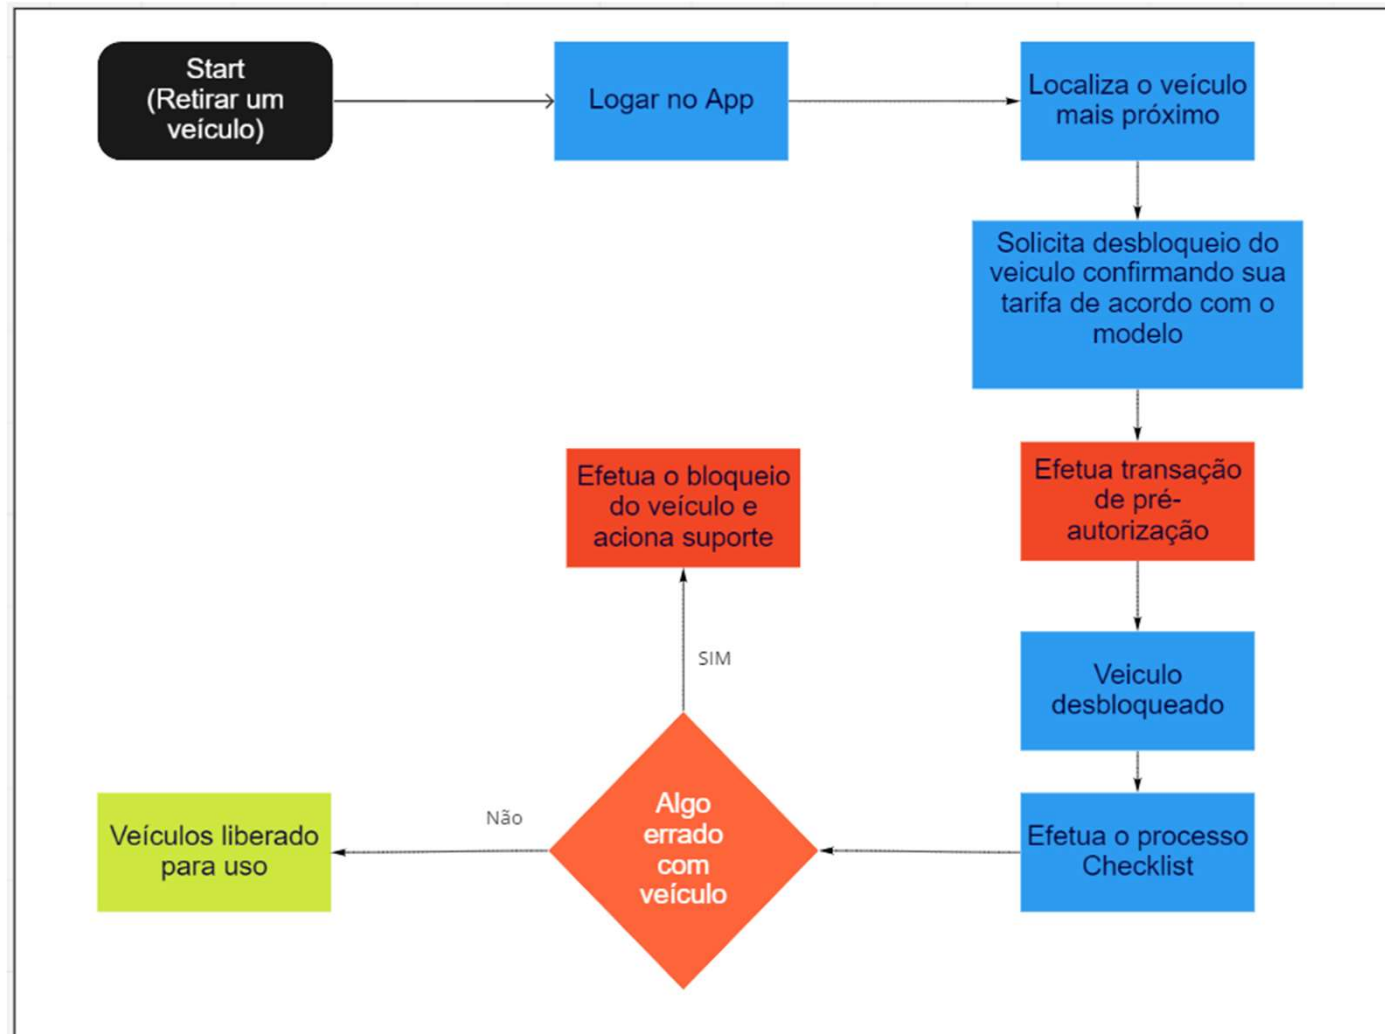 Start
(Retirar um
veículo)
Logar no App
Localiza o veículo
mais próximo
Solicita desbloqueio do
veiculo confirmando sua
tarifa de acordo com o
modelo
Efetua transação
de pré-
autorização
Veiculo
desbloqueado
Efetua o processo
Checklist
Algo
errado
com
veículo
SIM
Efetua o bloqueio
do veículo e
aciona suporte
Não
Veículos liberado
para uso